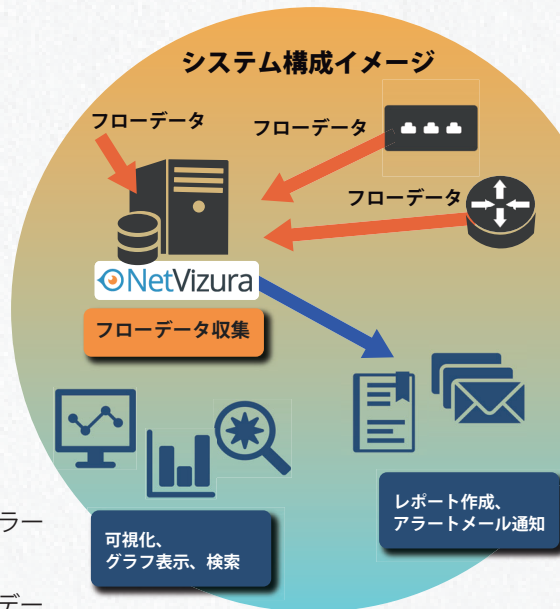 システム構成イメージ
フローデータ
フローデータ
フローデータ
NetVizura
フローデータ収集
レポート作成、
アラートメール通知
可視化、
グラフ表示、検索
ラー
デー